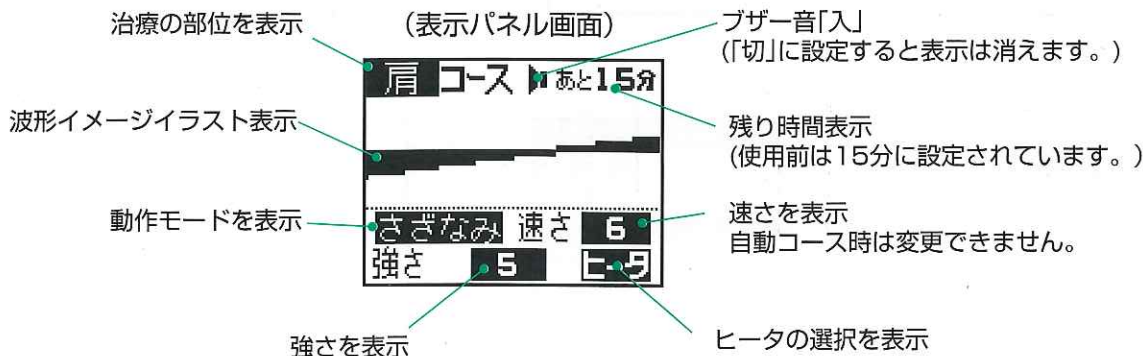 治療の部位を表示
(表示パネル画面)
ブザー音「入」
(「切」に設定すると表示は消えます。)
肩 コース あと15分
波形イメージイラスト表示
残り時間表示
(使用前は15分に設定されています。)
動作モードを表示
さざなみ 速さ 6
速さを表示
自動コース時は変更できません。
強さ 5 ヒータ
強さを表示
ヒータの選択を表示